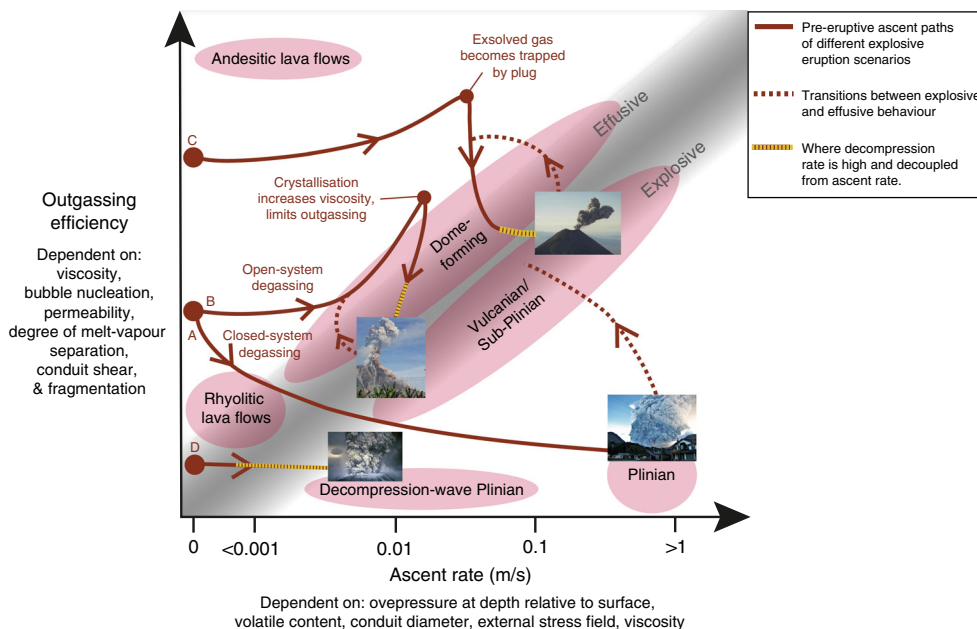 Andesitic lava flows
Exsolved gas
becomes trapped
by plug
Effusive
Explosive
C
Crystallisation
increases viscosity,
limits outgassing
Dome-
forming
Vulcanian/
Sub-Plinian
Open-system
degassing
B
A
Closed-system
degassing
Rhyolitic
lava flows
D
Decompression-wave Plinian
Plinian
Outgassing
efficiency
Dependent on:
viscosity,
bubble nucleation,
permeability,
degree of melt-vapour
separation,
conduit shear,
& fragmentation
0
<0.001
0.01
0.1
>1
Ascent rate (m/s)
Dependent on: ovepressure at depth relative to surface,
volatile content, conduit diameter, external stress field, viscosity
Pre-eruptive ascent paths
of different explosive
eruption scenarios
Transitions between explosive
and effusive behaviour
Where decompression
rate is high and decoupled
from ascent rate.